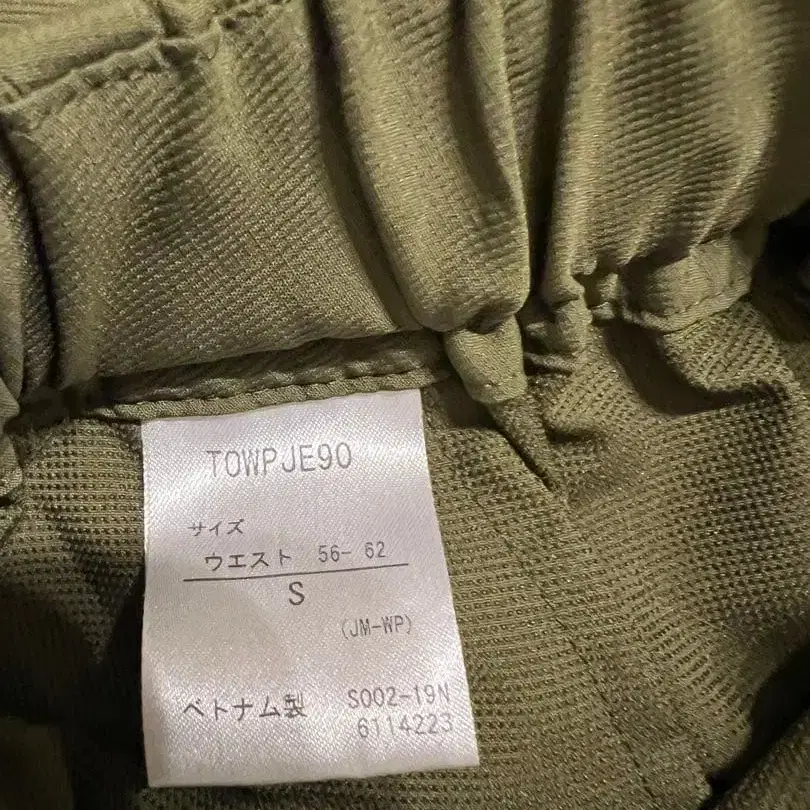 TOWPJE90
サイズ
ウエスト 56- 62
S
(JM-WP)
ベトナム製 S002-19N
6114223